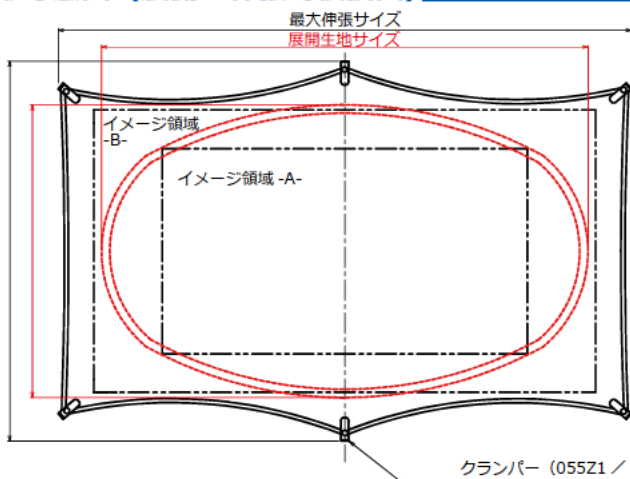 最大伸張サイズ
展開生地サイズ
イメージ領域
-B-
イメージ領域 -A-
クランパー（055Z1 ／